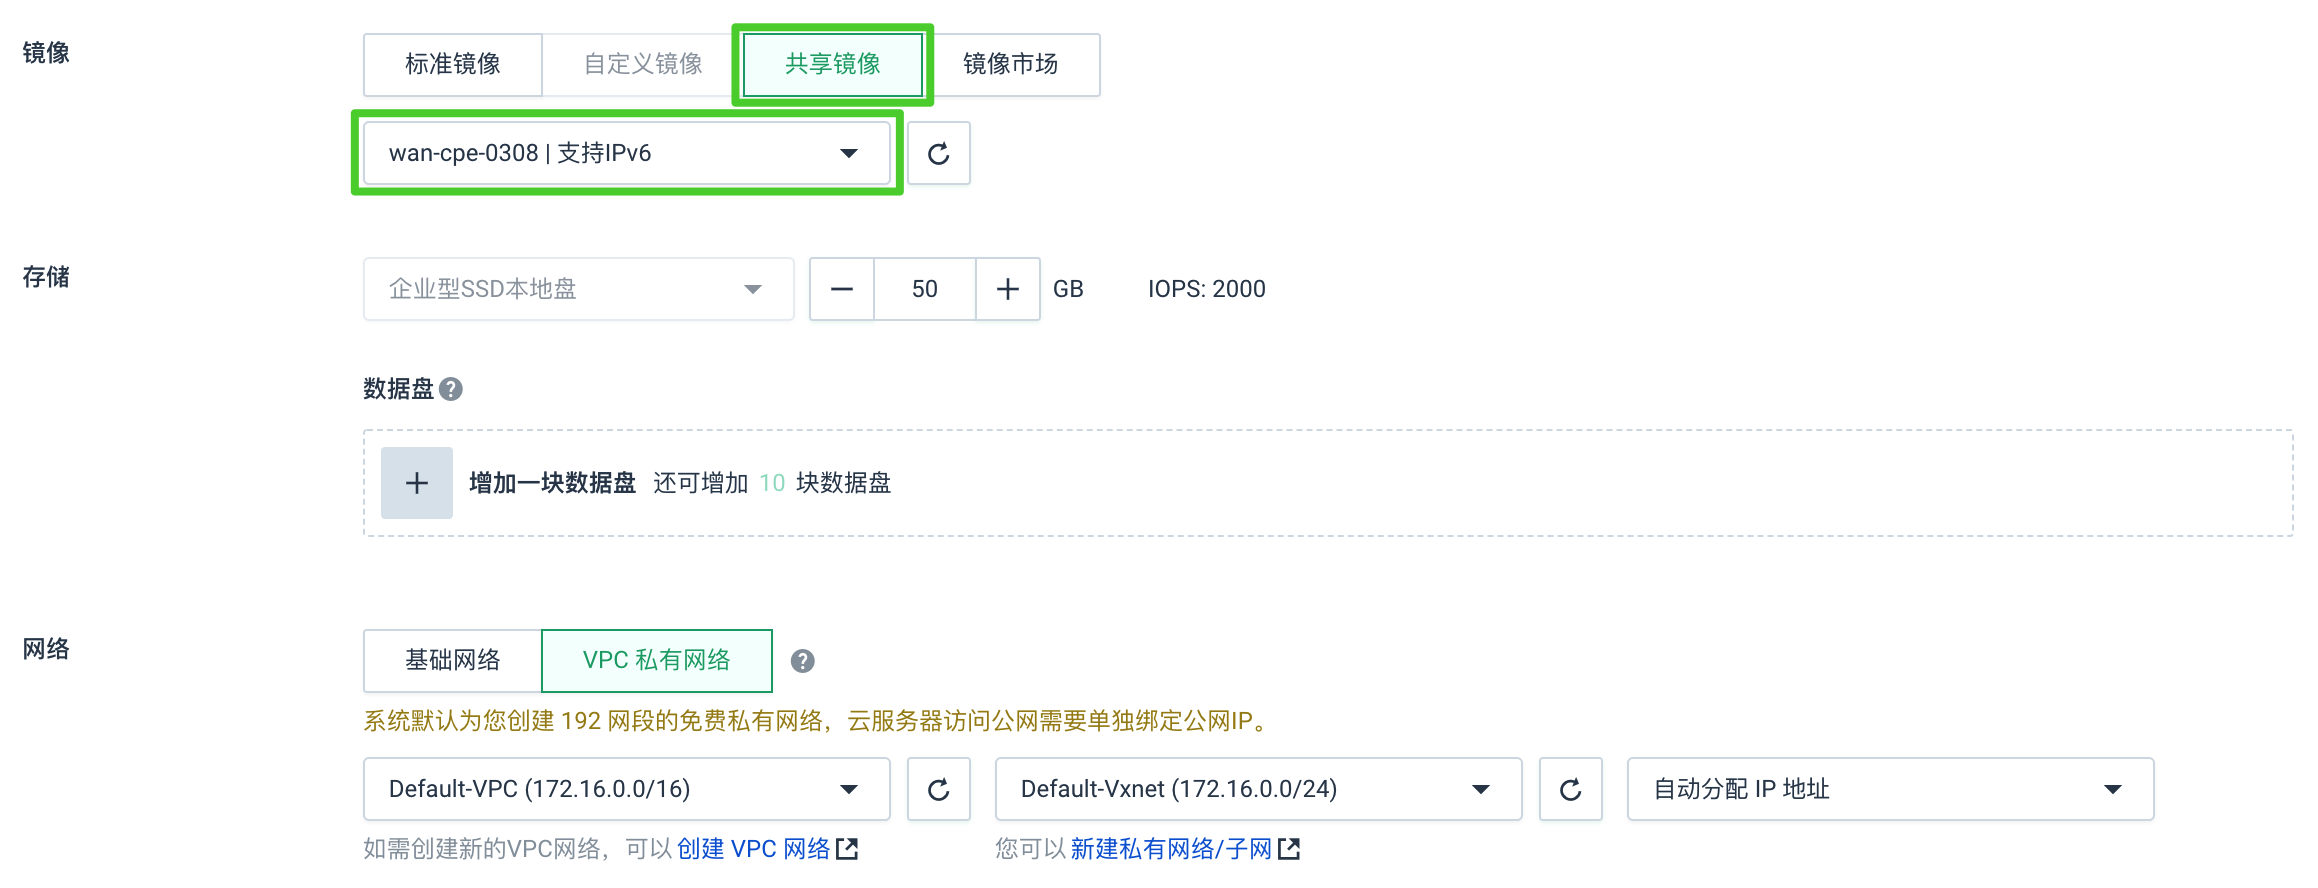 镜像
标准镜像 自定义镜像 共享镜像 镜像市场
wan-cpe-0308 | 支持IPv6
存储
企业型SSD本地盘 50 GB IOPS: 2000
数据盘
增加一块数据盘 还可增加 10 块数据盘
网络
基础网络 VPC 私有网络
系统默认为您创建 192 网段的免费私有网络，云服务器访问公网需要单独绑定公网IP。
Default-VPC (172.16.0.0/16) Default-Vxnet (172.16.0.0/24) 自动分配 IP 地址
如需创建新的VPC网络，可以 创建 VPC 网络 您可以 新建私有网络/子网